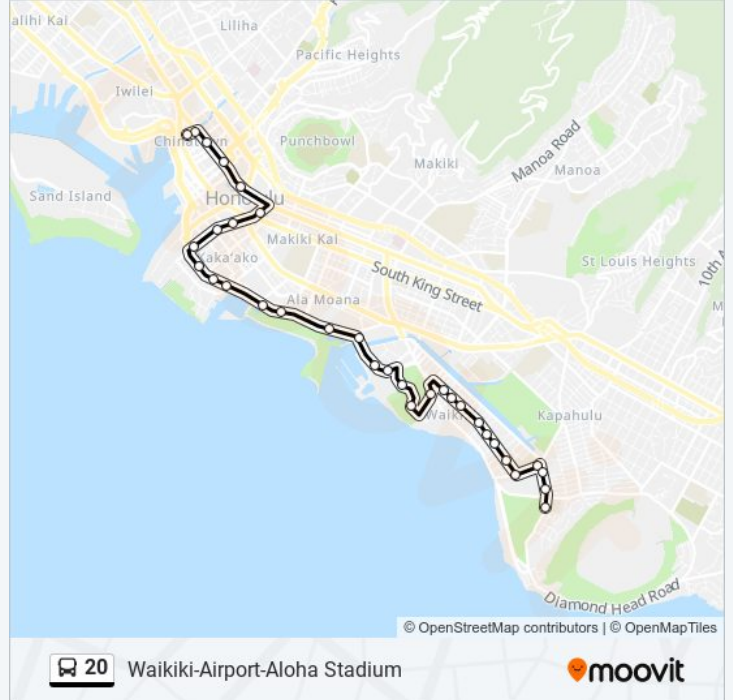 alihi Kai
Liliha
Pacific Heights
Iwilei
Chinatown
Punchbowl
Makiki
Manoa Road
Manoa
Sand Island
Honolulu
Makiki Kai
Kaka'ako
South King Street
St Louis Heights
10th A
M
Ala Moana
Waiki
Kapahulu
Diamond Head Road
© OpenStreetMap contributors | © OpenMapTiles
20 Waikiki-Airport-Aloha Stadium
moovit